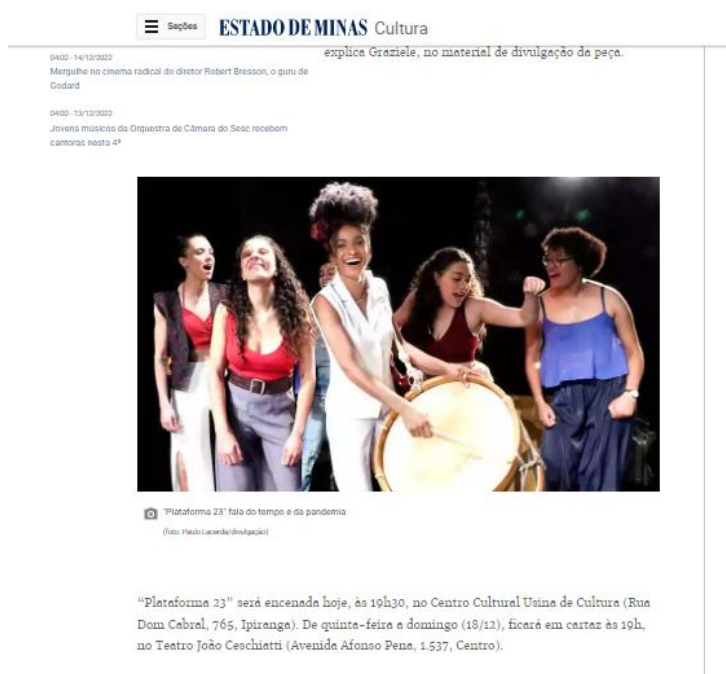 Seções
ESTADO DE MINAS Cultura
explica Graziele, no material de divulgação da peça.
04:00 - 14/12/2022
Mergulhe no cinema radical do diretor Robert Bresson, o guru de
Godard
04:00 - 13/12/2022
Jovens músicos da Orquestra de Câmara do Sesc recebem
cantoras nesta 4ª
"Plataforma 23" fala do tempo e da pandemia
(foto: Paulo Lacerda/divulgação)
“Plataforma 23” será encenada hoje, às 19h30, no Centro Cultural Usina de Cultura (Rua
Dom Cabral, 765, Ipiranga). De quinta-feira a domingo (18/12), ficará em cartaz às 19h,
no Teatro João Ceschiatti (Avenida Afonso Pena, 1.537, Centro).